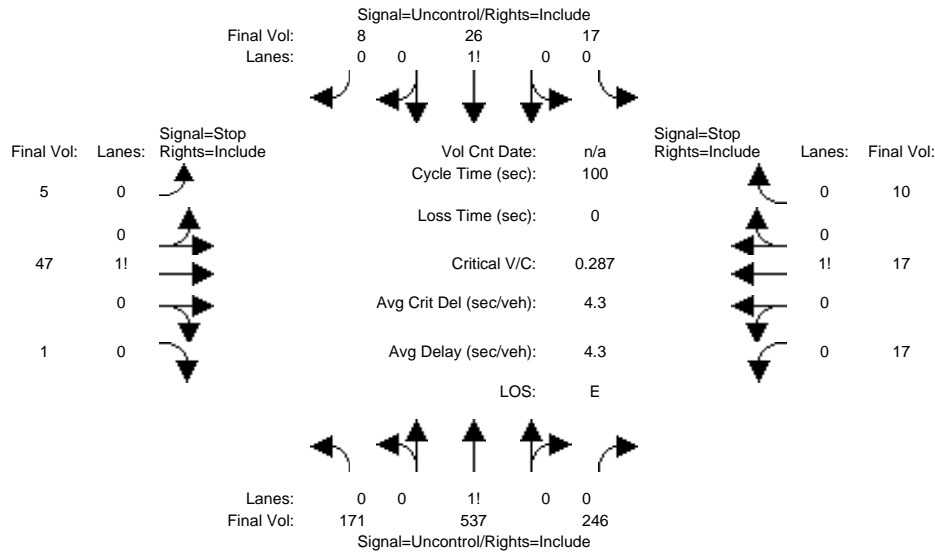 Signal=Uncontrol/Rights=Include
Final Vol: 8 26 17
Lanes: 0 0 1! 0 0
Signal=Stop Signal=Stop
Final Vol: Lanes: Rights=Include Vol Cnt Date: n/a Rights=Include Lanes: Final Vol:
Cycle Time (sec): 100
5 0 0 10
Loss Time (sec): 0
0 0
47 1! Critical V/C: 0.287 1! 17
0 Avg Crit Del (sec/veh): 4.3 0
1 0 Avg Delay (sec/veh): 4.3 0 17
LOS: E
Lanes: 0 0 1! 0 0
Final Vol: 171 537 246
Signal=Uncontrol/Rights=Include